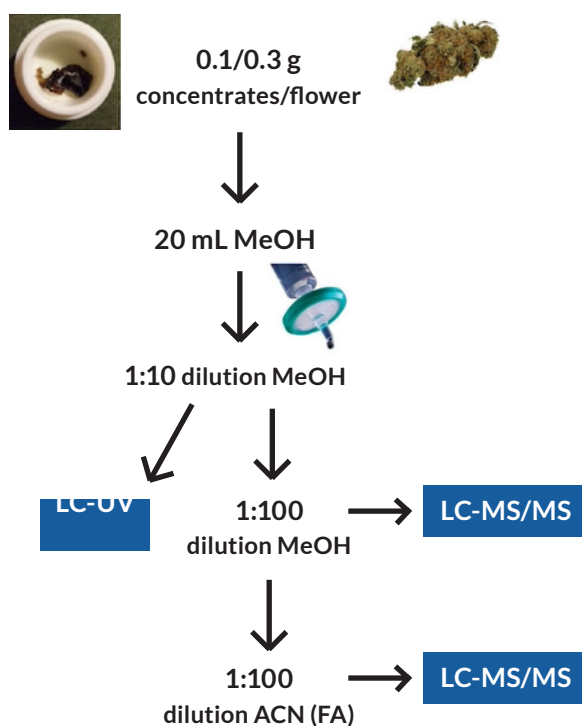 0.1/0.3 g
concentrates/flower
20 mL MeOH
1:10 dilution MeOH
LC-UV
1:100
dilution MeOH
LC-MS/MS
1:100
dilution ACN (FA)
LC-MS/MS